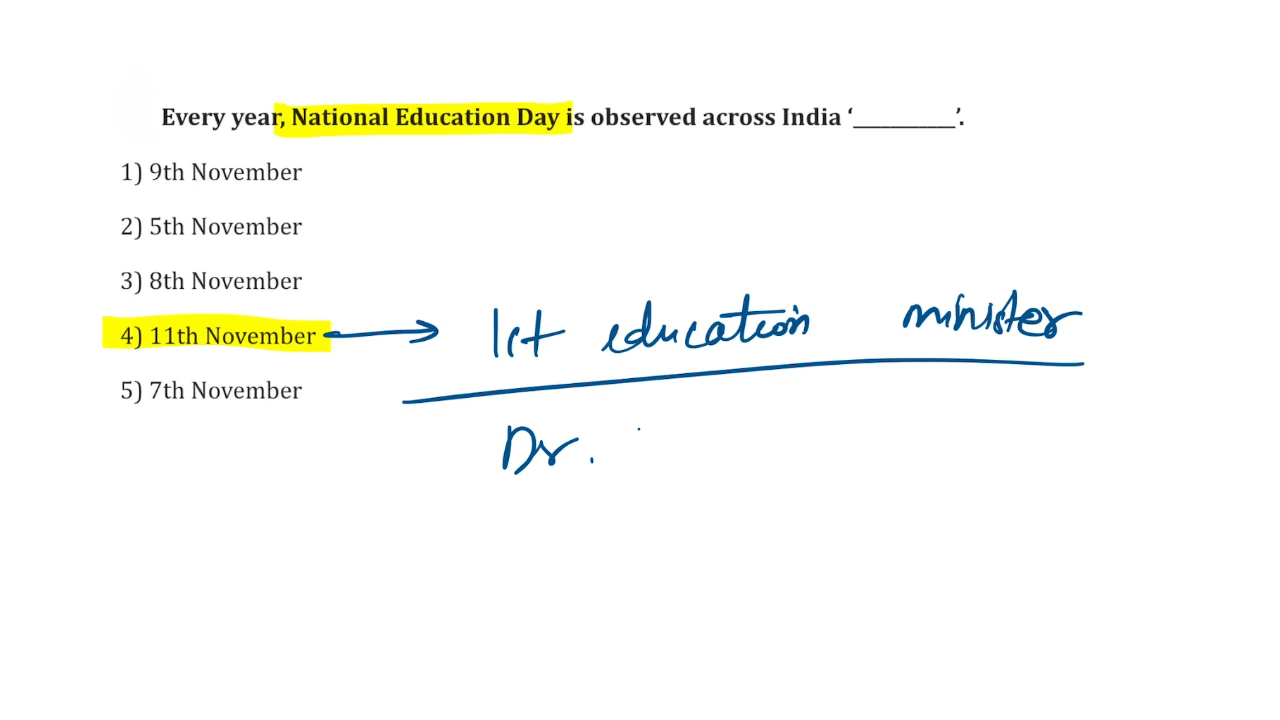 Every year, National Education Day is observed across India ‘__________’.
1) 9th November
2) 5th November
3) 8th November
4) 11th November → 1st education minister
5) 7th November
Dr.